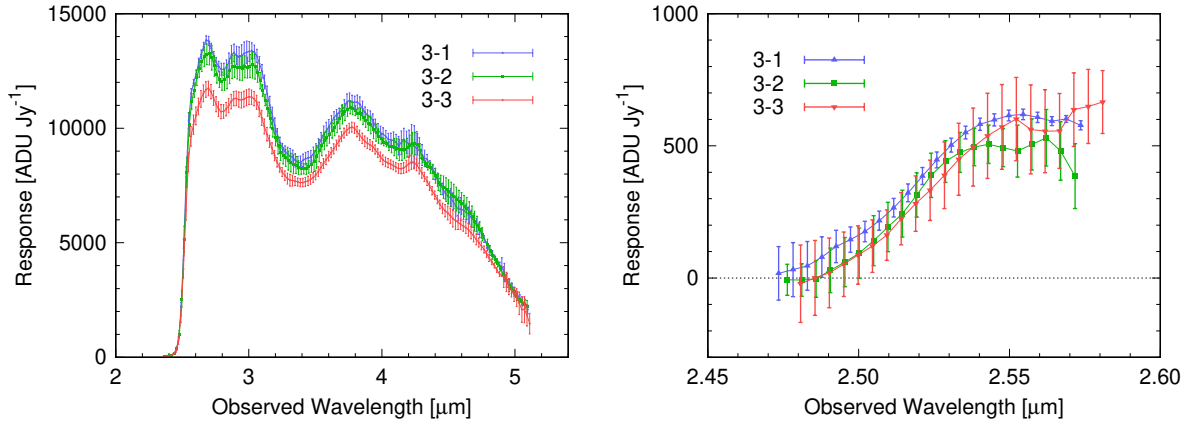 15000
10000
5000
0
Response [ADU Jy⁻¹]
3-1
3-2
3-3
2 3 4 5
Observed Wavelength [μm]
1000
800
500
0
Response [ADU Jy⁻¹]
3-1
3-2
3-3
2.45 2.50 2.55 2.60
Observed Wavelength [μm]